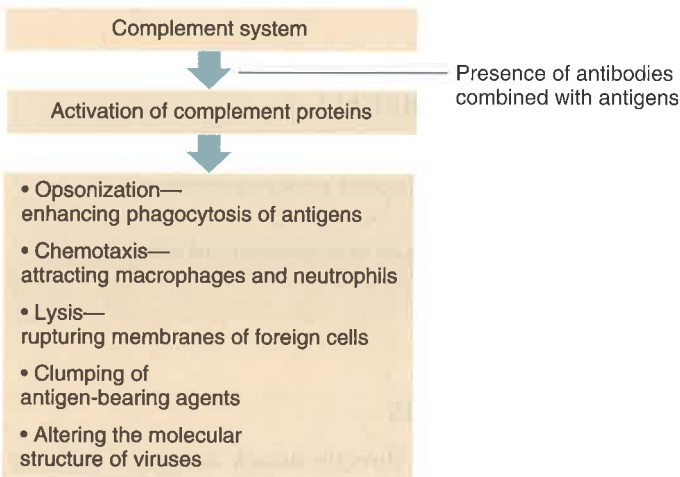 Complement system
Presence of antibodies
combined with antigens
Activation of complement proteins
• Opsonization—
enhancing phagocytosis of antigens
• Chemotaxis—
attracting macrophages and neutrophils
• Lysis—
rupturing membranes of foreign cells
• Clumping of
antigen-bearing agents
• Altering the molecular
structure of viruses